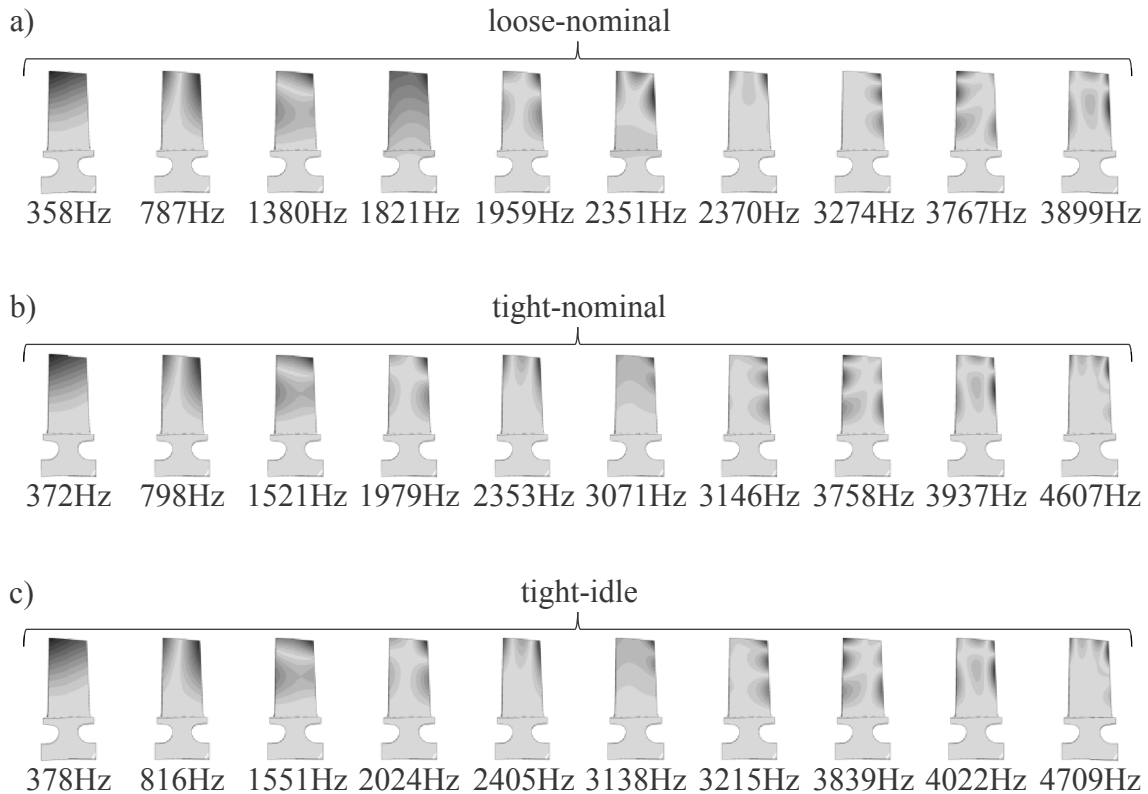 a)
loose-nominal
358Hz 787Hz 1380Hz 1821Hz 1959Hz 2351Hz 2370Hz 3274Hz 3767Hz 3899Hz
b)
tight-nominal
372Hz 798Hz 1521Hz 1979Hz 2353Hz 3071Hz 3146Hz 3758Hz 3937Hz 4607Hz
c)
tight-idle
378Hz 816Hz 1551Hz 2024Hz 2405Hz 3138Hz 3215Hz 3839Hz 4022Hz 4709Hz